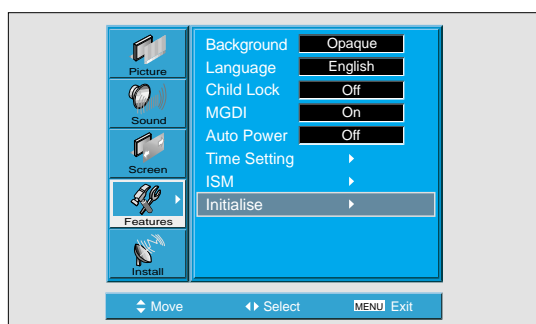 Picture
Sound
Screen
Features
Install
Background Opaque
Language English
Child Lock Off
MGDI On
Auto Power Off
Time Setting
ISM
Initialise
Move Select MENU Exit